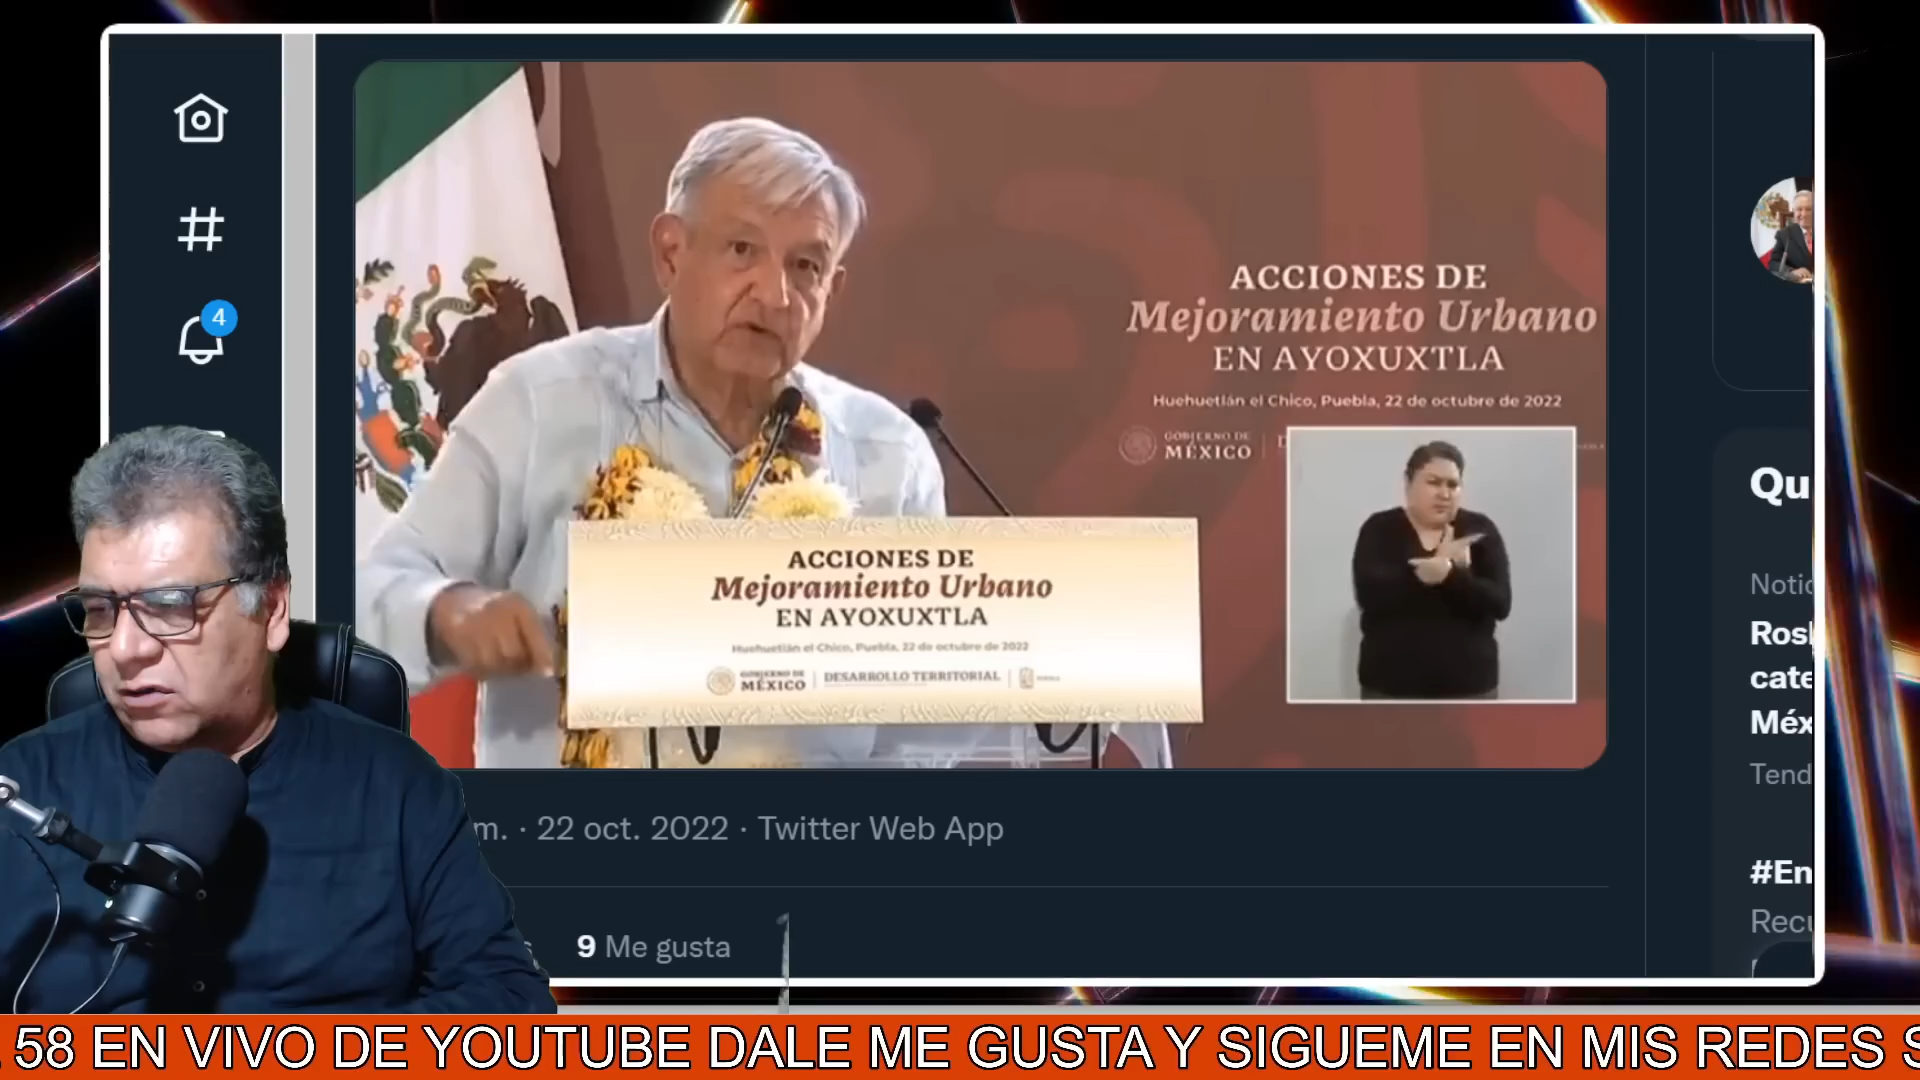 4
ACCIONES DE
Mejoramiento Urbano
EN AYOXUXTLA
Huehuetlán el Chico, Puebla, 22 de octubre de 2022
GOBIERNO DE
MÉXICO
ACCIONES DE
Mejoramiento Urbano
EN AYOXUXTLA
Huehuetlán el Chico, Puebla, 22 de octubre de 2022
GOBIERNO DE
MÉXICO
DESARROLLO TERRITORIAL
m. · 22 oct. 2022 · Twitter Web App
9 Me gusta
Qu
Notic
Rosl
cate
Méx
Tend
#En
Recu
58 EN VIVO DE YOUTUBE DALE ME GUSTA Y SIGUEME EN MIS REDES S